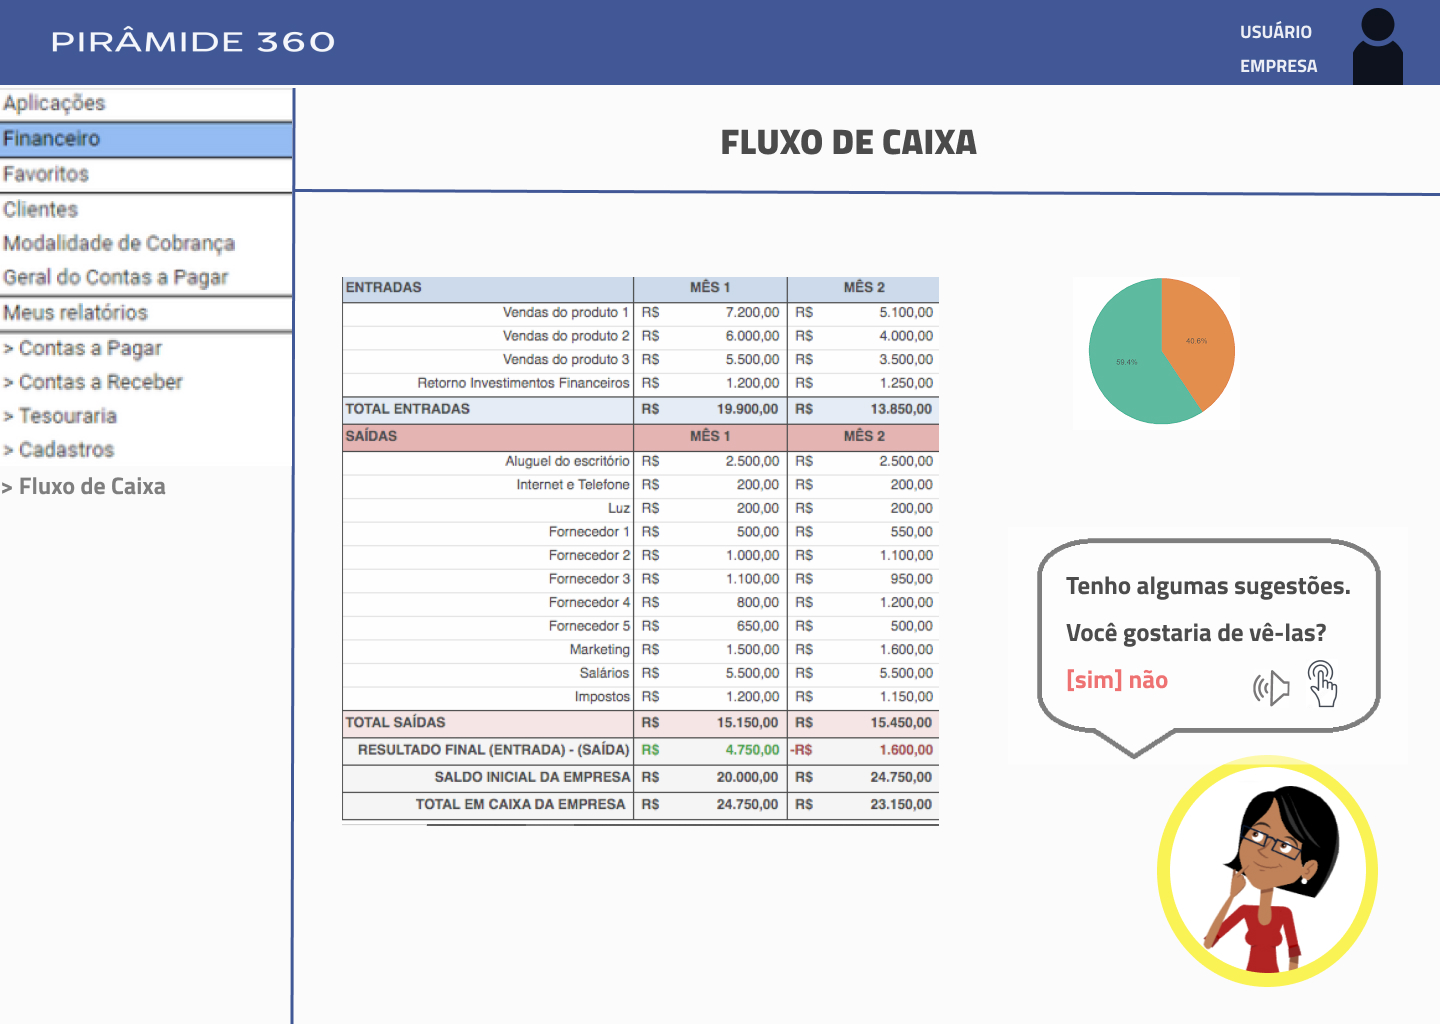 PIRÂMIDE 360
USUÁRIO
EMPRESA
Aplicações
Financeiro
Favoritos
Clientes
Modalidade de Cobrança
Geral do Contas a Pagar
Meus relatórios
> Contas a Pagar
> Contas a Receber
> Tesouraria
> Cadastros
> Fluxo de Caixa
FLUXO DE CAIXA
ENTRADAS MÊS 1 MÊS 2
Vendas do produto 1 R$ 7.200,00 R$ 5.100,00
Vendas do produto 2 R$ 6.000,00 R$ 4.000,00
Vendas do produto 3 R$ 5.500,00 R$ 3.500,00
Retorno Investimentos Financeiros R$ 1.200,00 R$ 1.250,00
TOTAL ENTRADAS R$ 19.900,00 R$ 13.850,00
SAÍDAS MÊS 1 MÊS 2
Aluguel do escritório R$ 2.500,00 R$ 2.500,00
Internet e Telefone R$ 200,00 R$ 200,00
Luz R$ 200,00 R$ 200,00
Fornecedor 1 R$ 500,00 R$ 550,00
Fornecedor 2 R$ 1.000,00 R$ 1.100,00
Fornecedor 3 R$ 1.100,00 R$ 950,00
Fornecedor 4 R$ 800,00 R$ 1.200,00
Fornecedor 5 R$ 650,00 R$ 500,00
Marketing R$ 1.500,00 R$ 1.600,00
Salários R$ 5.500,00 R$ 5.500,00
Impostos R$ 1.200,00 R$ 1.150,00
TOTAL SAÍDAS R$ 15.150,00 R$ 15.450,00
RESULTADO FINAL (ENTRADA) - (SAÍDA) R$ 4.750,00 -R$ 1.600,00
SALDO INICIAL DA EMPRESA R$ 20.000,00 R$ 24.750,00
TOTAL EM CAIXA DA EMPRESA R$ 24.750,00 R$ 23.150,00
40.6%
59.4%
Tenho algumas sugestões.
Você gostaria de vê-las?
[sim] não